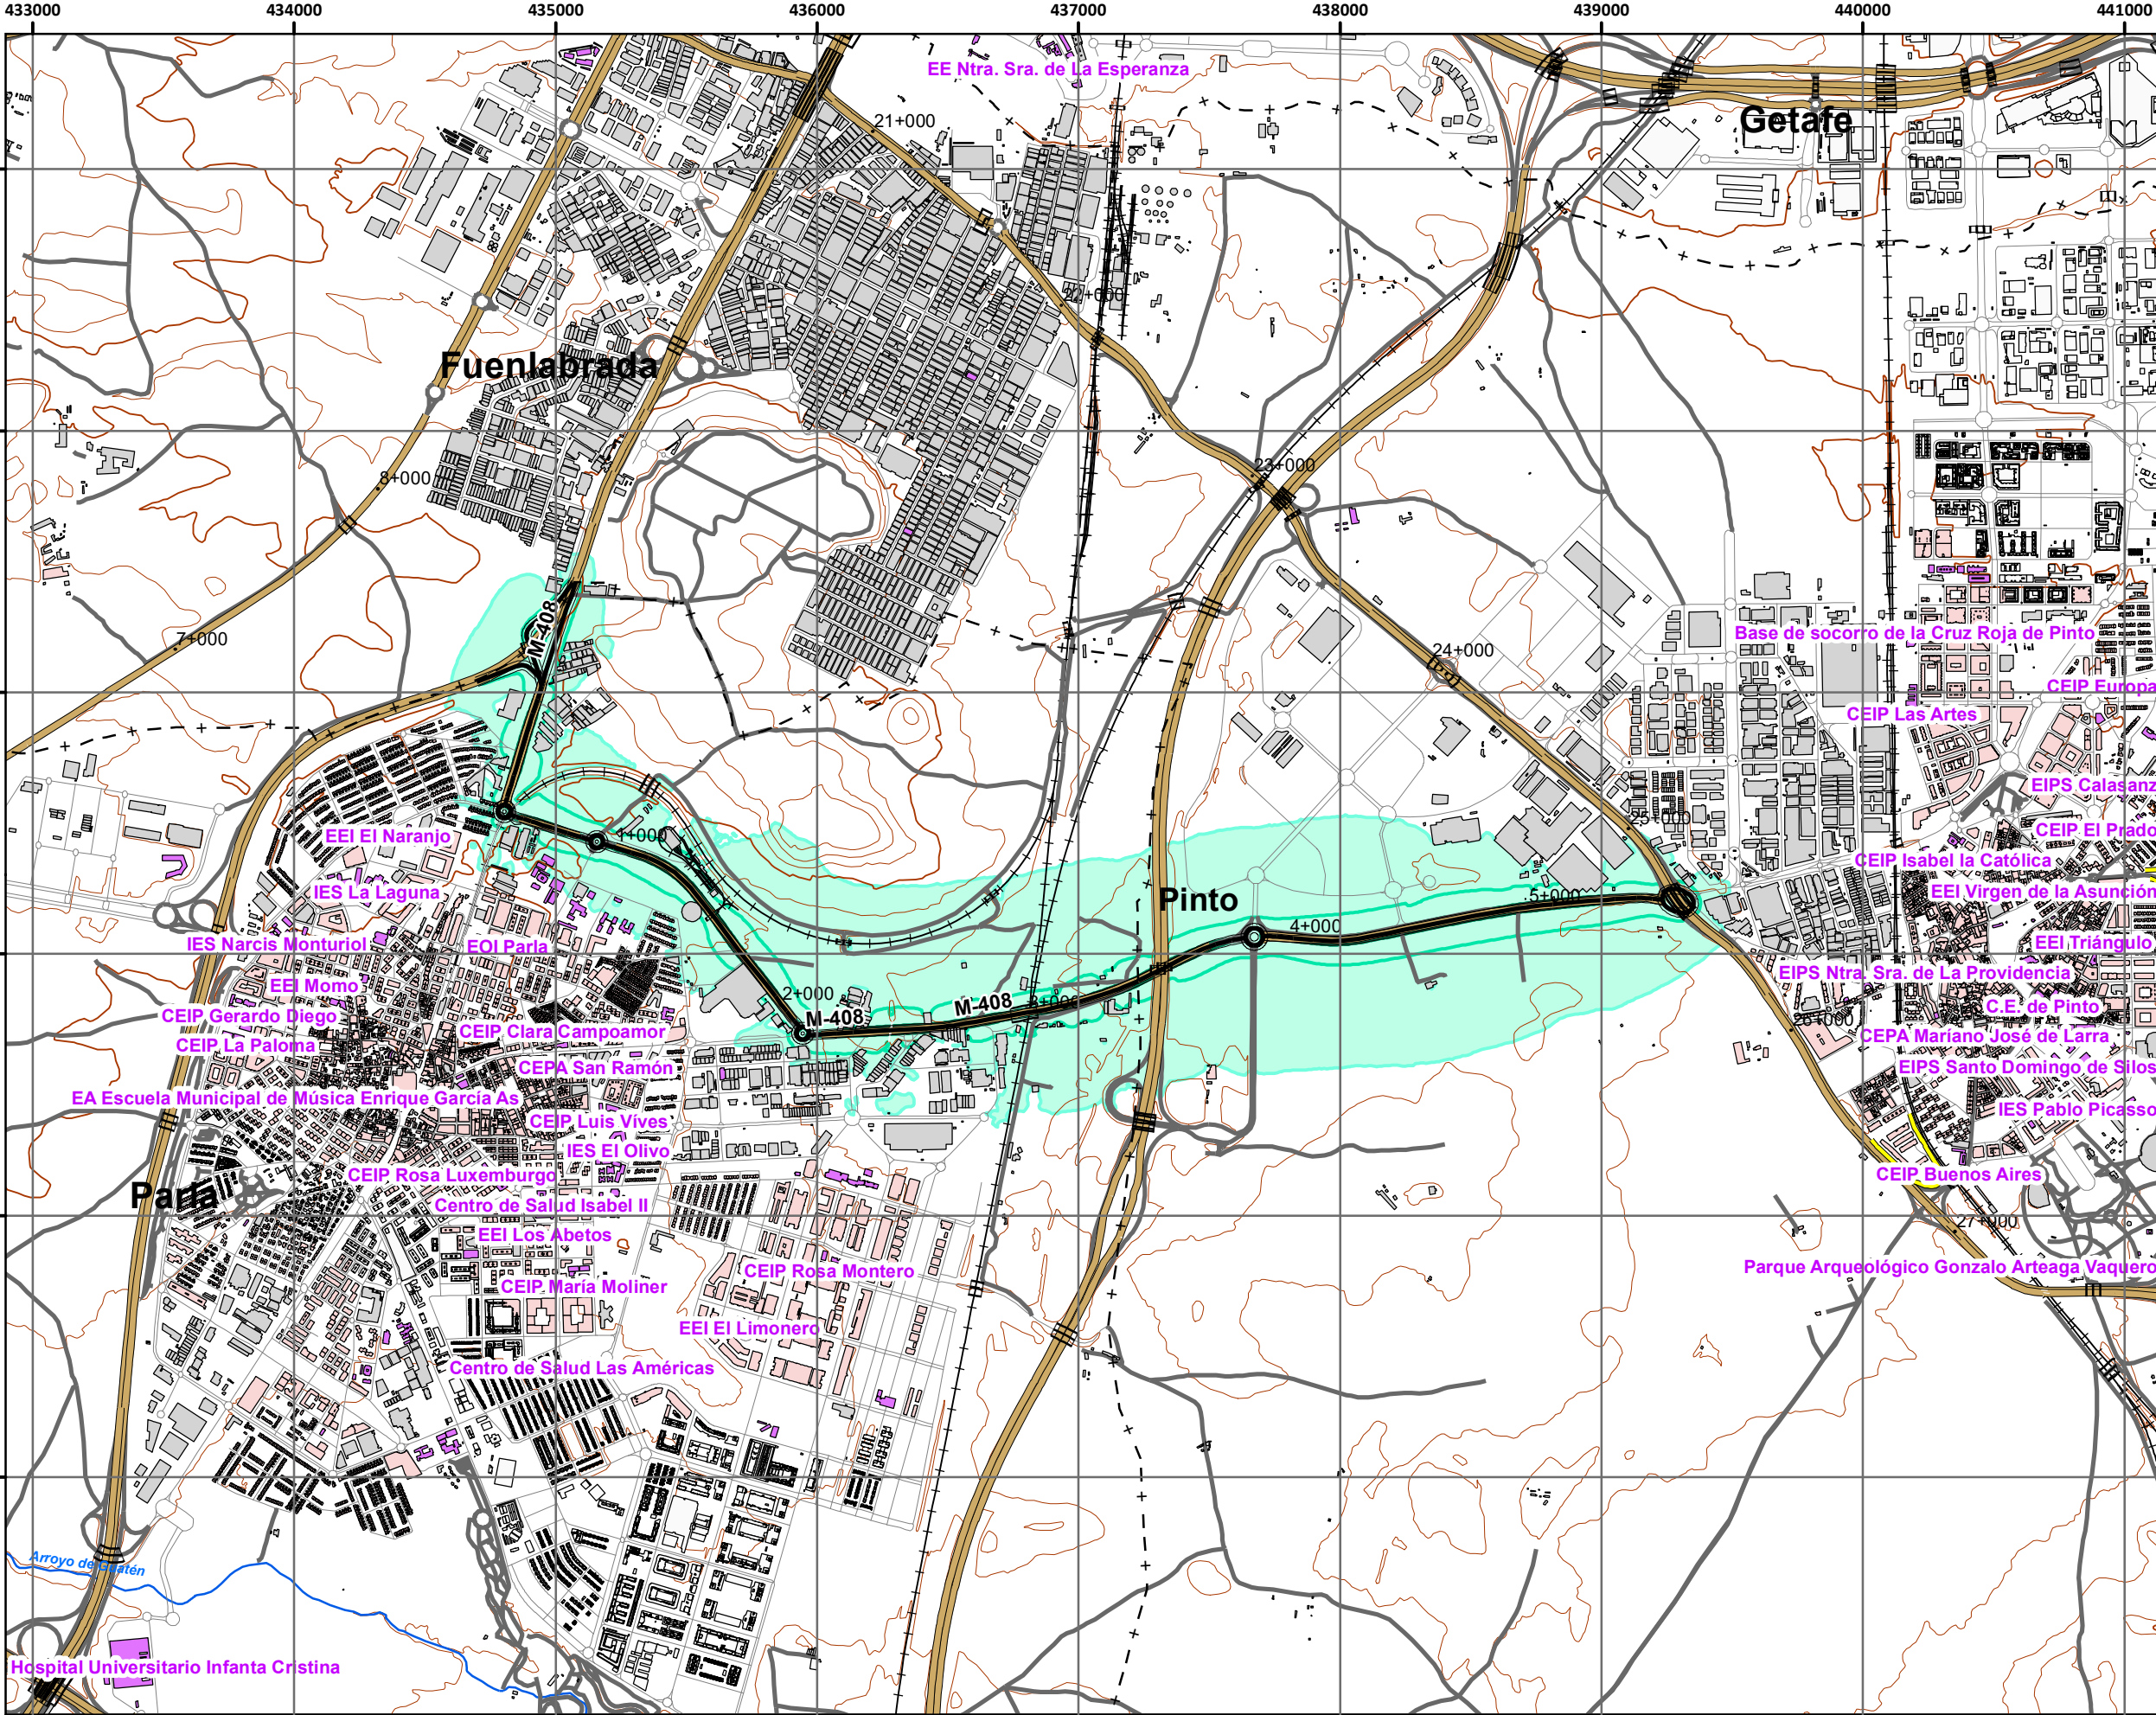 433000 434000 435000 436000 437000 438000 439000 440000 441000
EE Ntra. Sra. de La Esperanza
Getafe
21+000
22+000
Fuenlabrada
23+000
8+000
M-408
7+000
Base de socorro de la Cruz Roja de Pinto
24+000
CEIP Europa
CEIP Las Artes
EIPS Calasanz
25+000
CEIP El Prado
EEI El Naranjo
1+000
CEIP Isabel la Católica
IES La Laguna
EEI Virgen de la Asunción
Pinto
5+000
4+000
IES Narcis Monturiol
EOI Parla
EEI Triángulo
EIPS Ntra. Sra. de La Providencia
EEI Momo
2+000
M-408
3+000
C.E. de Pinto
CEIP Gerardo Diego
M-408
26+000
CEIP Clara Campoamor
CEPA Mariano José de Larra
CEIP La Paloma
CEPA San Ramón
EIPS Santo Domingo de Silos
EA Escuela Municipal de Música Enrique García As
IES Pablo Picasso
CEIP Luis Vives
IES El Olivo
CEIP Rosa Luxemburgo
CEIP Buenos Aires
Parla
Centro de Salud Isabel II
27+000
EEI Los Abetos
Parque Arqueológico Gonzalo Arteaga Vaquero
CEIP Rosa Montero
CEIP María Moliner
EEI El Limonero
Centro de Salud Las Américas
Arroyo de Guatén
Hospital Universitario Infanta Cristina